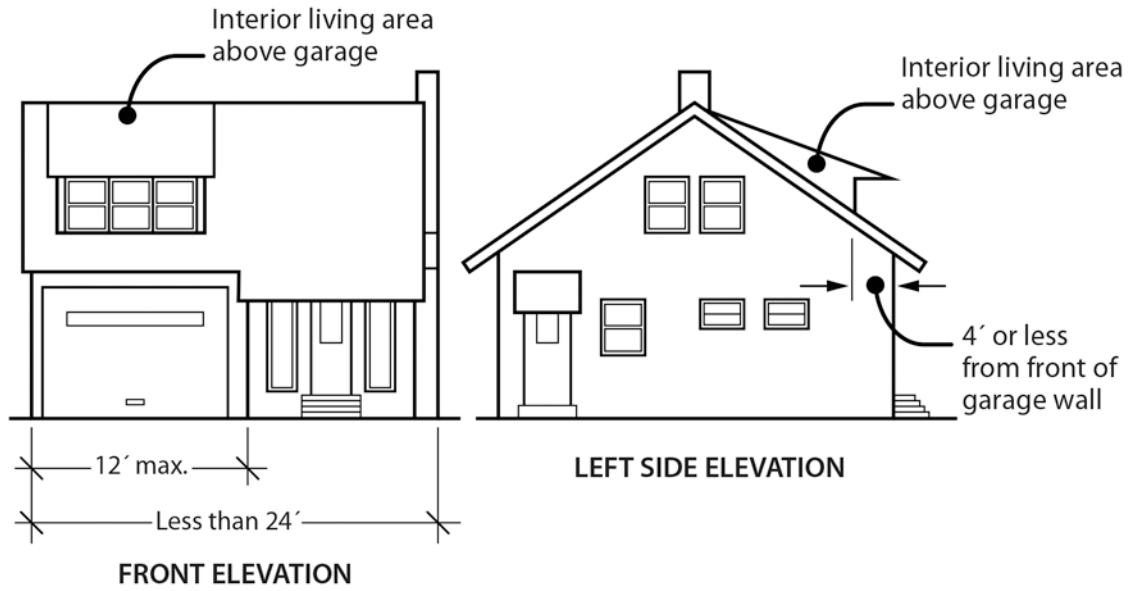 Interior living area
above garage
Interior living area
above garage
4´ or less
from front of
garage wall
12´ max.
Less than 24´
LEFT SIDE ELEVATION
FRONT ELEVATION